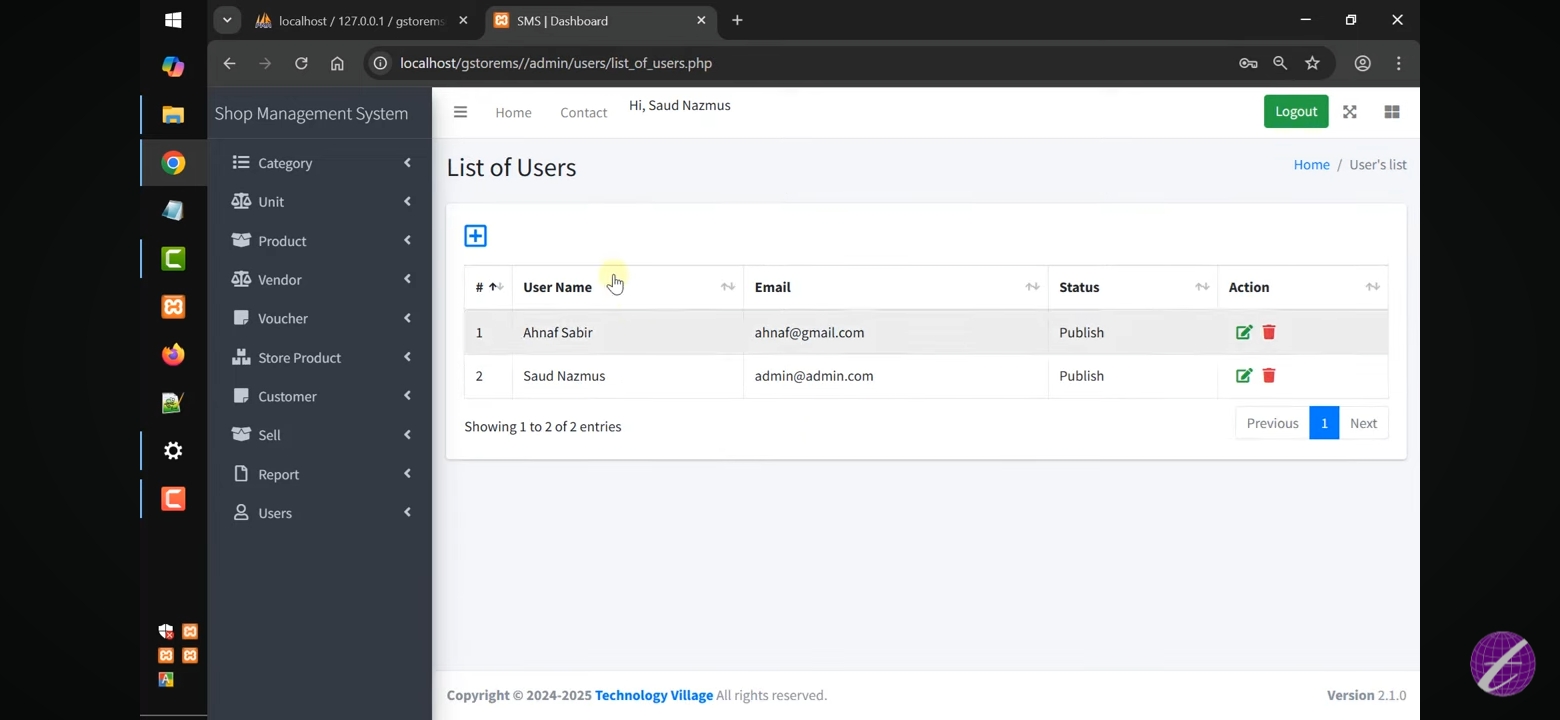 localhost / 127.0.0.1 / gstorems
SMS | Dashboard
localhost/gstorems//admin/users/list_of_users.php
Shop Management System
Home
Contact
Hi, Saud Nazmus
Logout
Category
Unit
Product
Vendor
Voucher
Store Product
Customer
Sell
Report
Users
List of Users
Home / User's list
# User Name Email Status Action
1 Ahnaf Sabir ahnaf@gmail.com Publish
2 Saud Nazmus admin@admin.com Publish
Showing 1 to 2 of 2 entries
Previous 1 Next
Copyright © 2024-2025 Technology Village All rights reserved.
Version 2.1.0